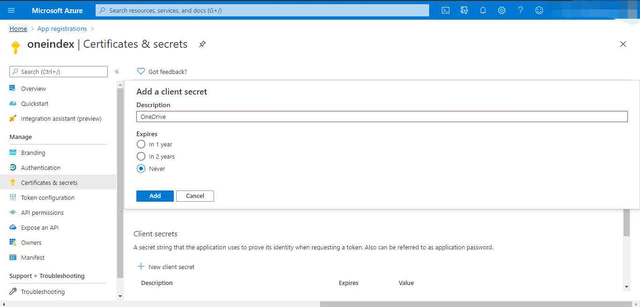 Microsoft Azure
Search resources, services, and docs (G+/)
Home > App registrations >
oneindex | Certificates & secrets
Search (Ctrl+/)
Got feedback?
Overview
Quickstart
Integration assistant (preview)
Manage
Branding
Authentication
Certificates & secrets
Token configuration
API permissions
Expose an API
Owners
Manifest
Support + Troubleshooting
Troubleshooting
Add a client secret
Description
OneDrive
Expires
In 1 year
In 2 years
Never
Add
Cancel
Client secrets
A secret string that the application uses to prove its identity when requesting a token. Also can be referred to as application password.
New client secret
Description Expires Value